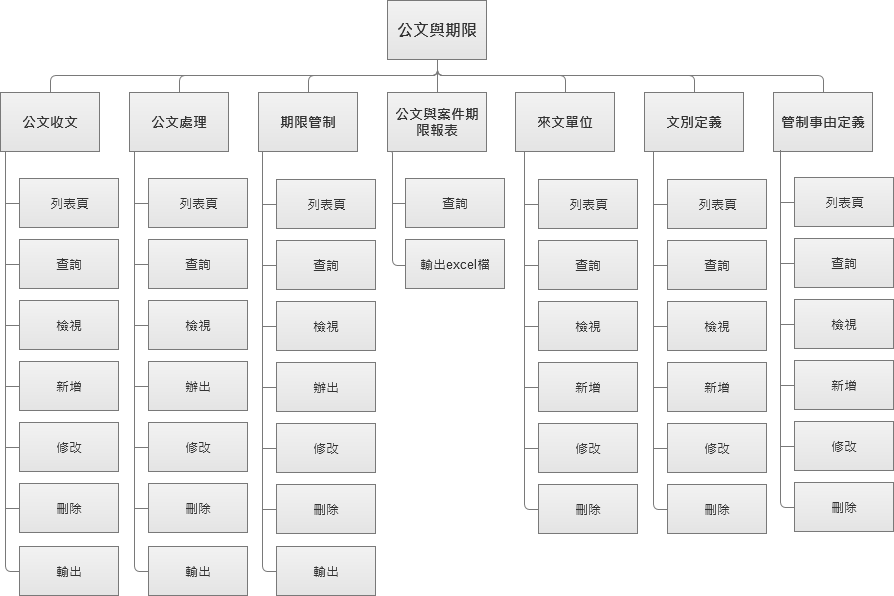 公文與期限
公文收文
公文處理
期限管制
公文與案件期
限報表
來文單位
文別定義
管制事由定義
列表頁
查詢
檢視
新增
修改
刪除
輸出
列表頁
查詢
檢視
辦出
修改
刪除
輸出
列表頁
查詢
檢視
辦出
修改
刪除
輸出
查詢
輸出excel檔
列表頁
查詢
檢視
新增
修改
刪除
列表頁
查詢
檢視
新增
修改
刪除
列表頁
查詢
檢視
新增
修改
刪除